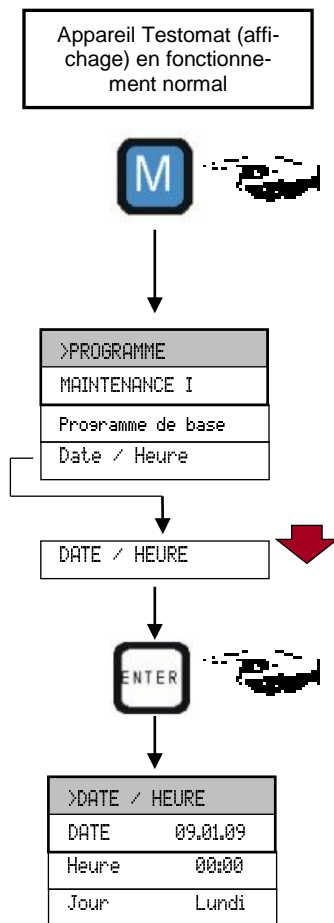 Appareil Testomat (affi-
chage) en fonctionne-
ment normal
M
>PROGRAMME
MAINTENANCE I
Programme de base
Date / Heure
DATE / HEURE
ENTER
>DATE / HEURE
DATE 09.01.09
Heure 00:00
Jour Lundi